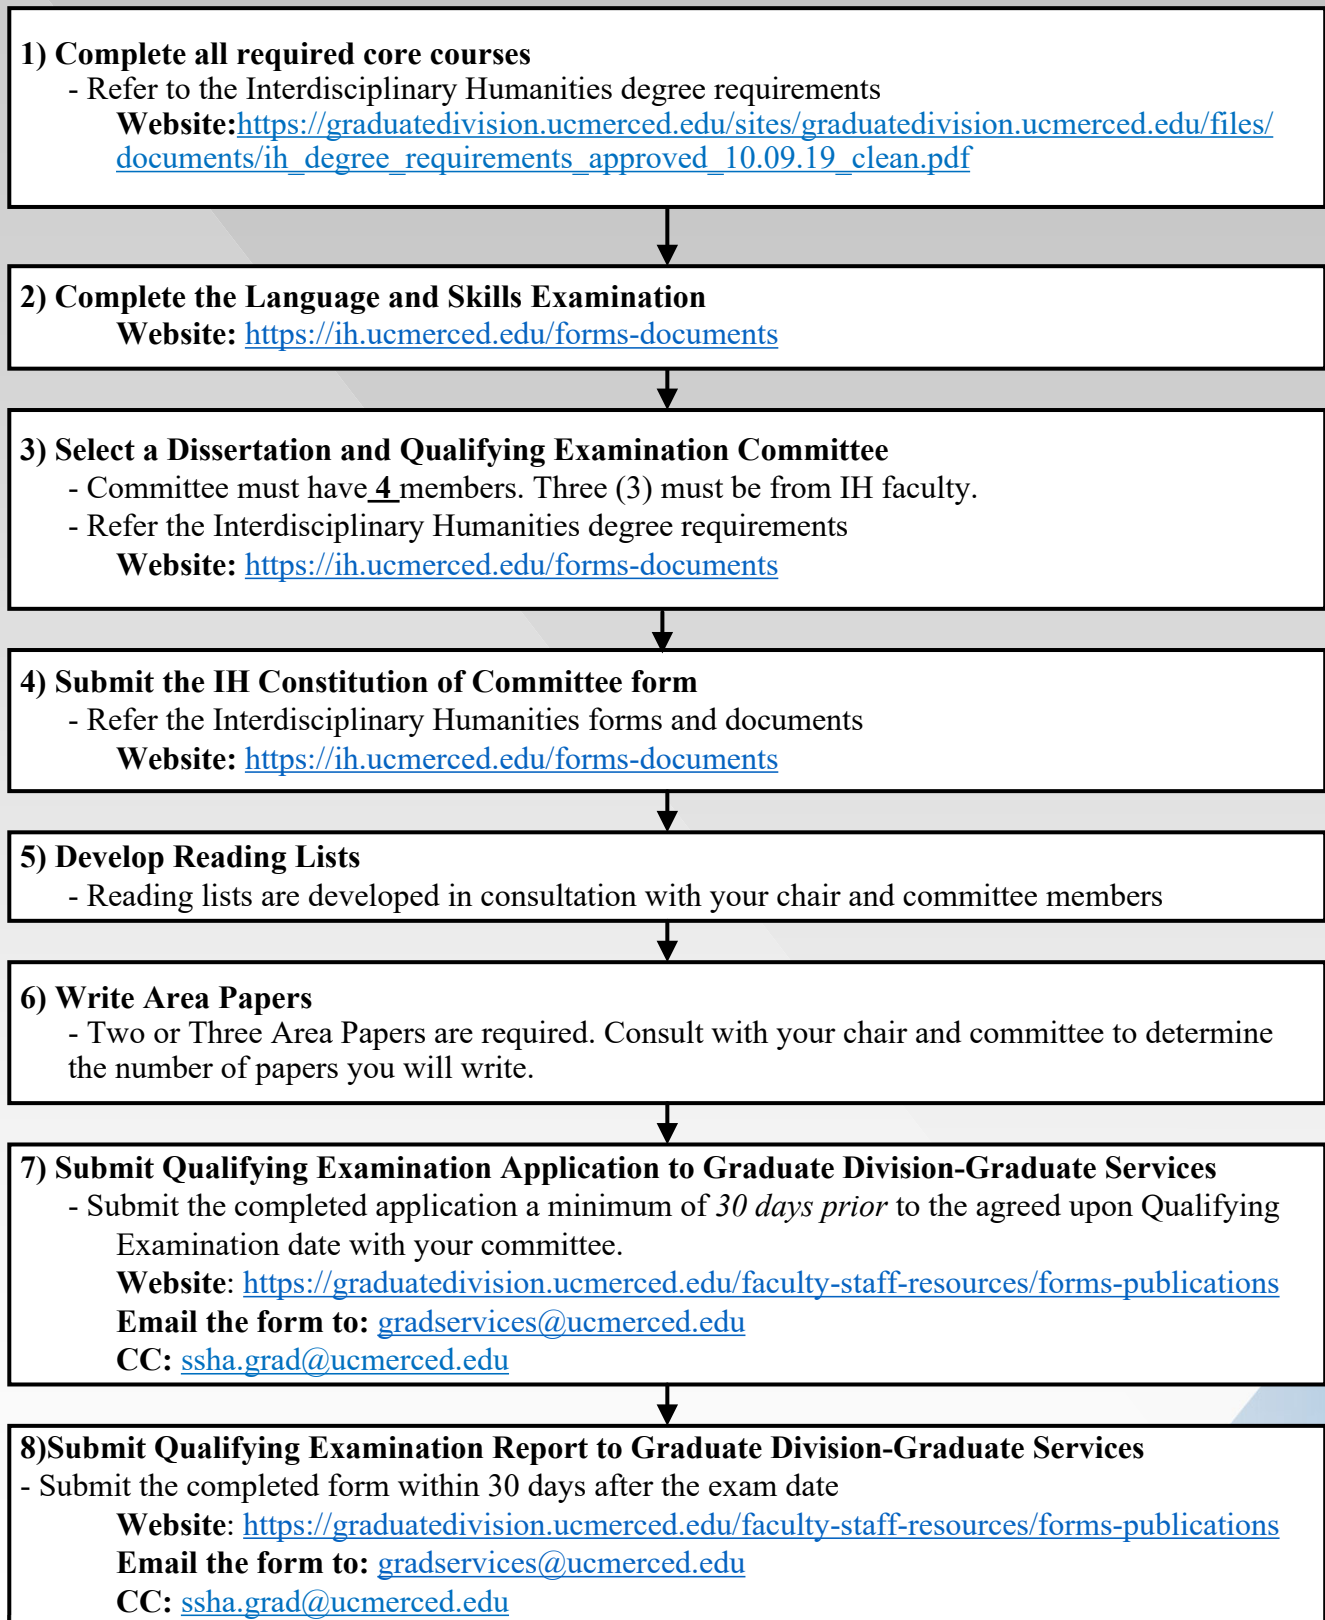 1) Complete all required core courses
- Refer to the Interdisciplinary Humanities degree requirements
Website:https://graduatedivision.ucmerced.edu/sites/graduatedivision.ucmerced.edu/files/
documents/ih_degree_requirements_approved_10.09.19_clean.pdf
2) Complete the Language and Skills Examination
Website: https://ih.ucmerced.edu/forms-documents
3) Select a Dissertation and Qualifying Examination Committee
- Committee must have 4 members. Three (3) must be from IH faculty.
- Refer the Interdisciplinary Humanities degree requirements
Website: https://ih.ucmerced.edu/forms-documents
4) Submit the IH Constitution of Committee form
- Refer the Interdisciplinary Humanities forms and documents
Website: https://ih.ucmerced.edu/forms-documents
5) Develop Reading Lists
- Reading lists are developed in consultation with your chair and committee members
6) Write Area Papers
- Two or Three Area Papers are required. Consult with your chair and committee to determine
the number of papers you will write.
7) Submit Qualifying Examination Application to Graduate Division-Graduate Services
- Submit the completed application a minimum of 30 days prior to the agreed upon Qualifying
Examination date with your committee.
Website: https://graduatedivision.ucmerced.edu/faculty-staff-resources/forms-publications
Email the form to: gradservices@ucmerced.edu
CC: ssha.grad@ucmerced.edu
8)Submit Qualifying Examination Report to Graduate Division-Graduate Services
- Submit the completed form within 30 days after the exam date
Website: https://graduatedivision.ucmerced.edu/faculty-staff-resources/forms-publications
Email the form to: gradservices@ucmerced.edu
CC: ssha.grad@ucmerced.edu